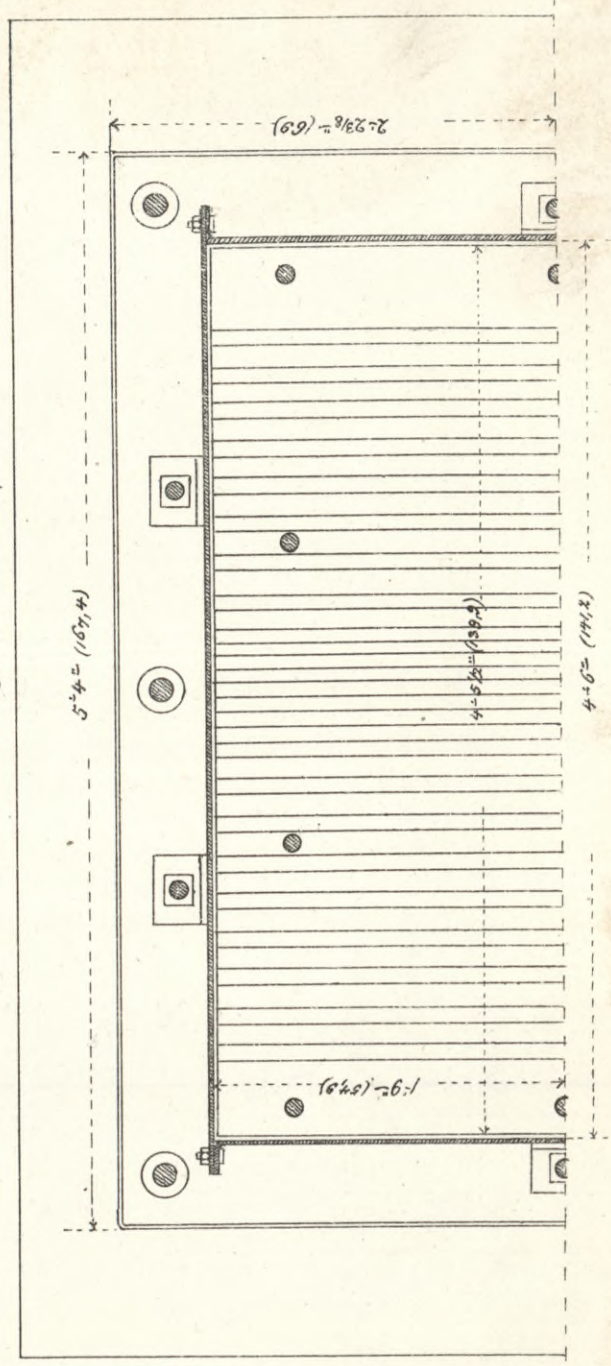 2'-2 3/8" (69)
5'-4" (167,4)
4'-5 1/2" (139,9)
4'-6" (141,2)
1'-9" (54,9)